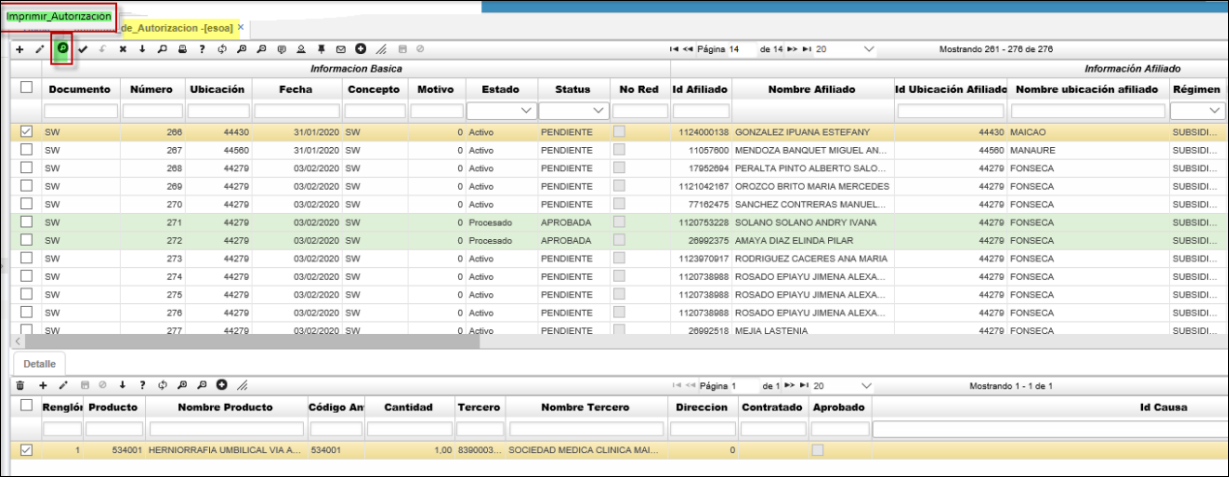 Imprimir_Autorización
de_Autorizacion -[esoa] ×
Página 14 de 14 20 Mostrando 261 - 276 de 276
Informacion Basica Información Afiliado
Documento Número Ubicación Fecha Concepto Motivo Estado Status No Red Id Afiliado Nombre Afiliado Id Ubicación Afiliado Nombre ubicación afiliado Régimen
SW 266 44430 31/01/2020 SW 0 Activo PENDIENTE 1124000138 GONZALEZ IPUANA ESTEFANY 44430 MAICAO SUBSIDI...
SW 267 44560 31/01/2020 SW 0 Activo PENDIENTE 11057600 MENDOZA BANQUET MIGUEL AN... 44560 MANAURE SUBSIDI...
SW 268 44279 03/02/2020 SW 0 Activo PENDIENTE 17952694 PERALTA PINTO ALBERTO SALO... 44279 FONSECA SUBSIDI...
SW 269 44279 03/02/2020 SW 0 Activo PENDIENTE 1121042167 OROZCO BRITO MARIA MERCEDES 44279 FONSECA SUBSIDI...
SW 270 44279 03/02/2020 SW 0 Activo PENDIENTE 77162475 SANCHEZ CONTRERAS MANUEL... 44279 FONSECA SUBSIDI...
SW 271 44279 03/02/2020 SW 0 Procesado APROBADA 1120753228 SOLANO SOLANO ANDRY IVANA 44279 FONSECA SUBSIDI...
SW 272 44279 03/02/2020 SW 0 Procesado APROBADA 26992375 AMAYA DIAZ ELINDA PILAR 44279 FONSECA SUBSIDI...
SW 273 44279 03/02/2020 SW 0 Activo PENDIENTE 1123970917 RODRIGUEZ CACERES ANA MARIA 44279 FONSECA SUBSIDI...
SW 274 44279 03/02/2020 SW 0 Activo PENDIENTE 1120738988 ROSADO EPIAYU JIMENA ALEXA... 44279 FONSECA SUBSIDI...
SW 275 44279 03/02/2020 SW 0 Activo PENDIENTE 1120738988 ROSADO EPIAYU JIMENA ALEXA... 44279 FONSECA SUBSIDI...
SW 276 44279 03/02/2020 SW 0 Activo PENDIENTE 1120738988 ROSADO EPIAYU JIMENA ALEXA... 44279 FONSECA SUBSIDI...
SW 277 44279 03/02/2020 SW 0 Activo PENDIENTE 26992518 MEJIA LASTENIA 44279 FONSECA SUBSIDI...
Detalle
Página 1 de 1 20 Mostrando 1 - 1 de 1
Renglón Producto Nombre Producto Código An Cantidad Tercero Nombre Tercero Direccion Contratado Aprobado Id Causa
1 534001 HERNIORRAFIA UMBILICAL VIA A... 534001 1,00 8390003... SOCIEDAD MEDICA CLINICA MAI... 0